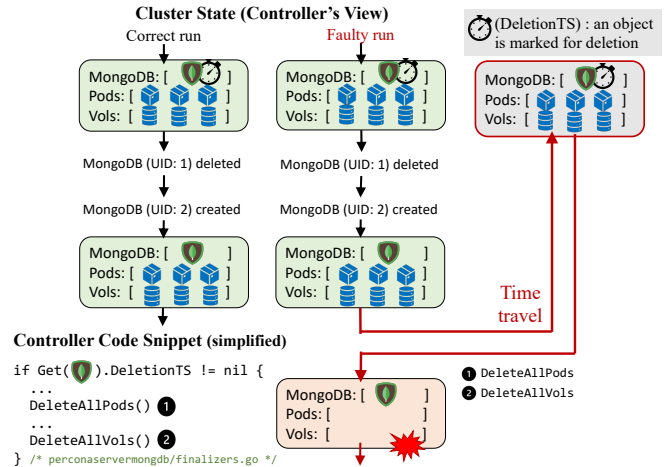 Cluster State (Controller's View)
Correct run
Faulty run
(DeletionTS) : an object
is marked for deletion
MongoDB: [ ]
Pods: [ ]
Vols: [ ]
MongoDB: [ ]
Pods: [ ]
Vols: [ ]
MongoDB: [ ]
Pods: [ ]
Vols: [ ]
MongoDB (UID: 1) deleted
MongoDB (UID: 1) deleted
MongoDB (UID: 2) created
MongoDB (UID: 2) created
MongoDB: [ ]
Pods: [ ]
Vols: [ ]
MongoDB: [ ]
Pods: [ ]
Vols: [ ]
Time
travel
Controller Code Snippet (simplified)
if Get( ).DeletionTS != nil {
...
DeleteAllPods() 1
...
DeleteAllVols() 2
} /* perconaservermongdb/finalizers.go */
1 DeleteAllPods
2 DeleteAllVols
MongoDB: [ ]
Pods: [ ]
Vols: [ ]